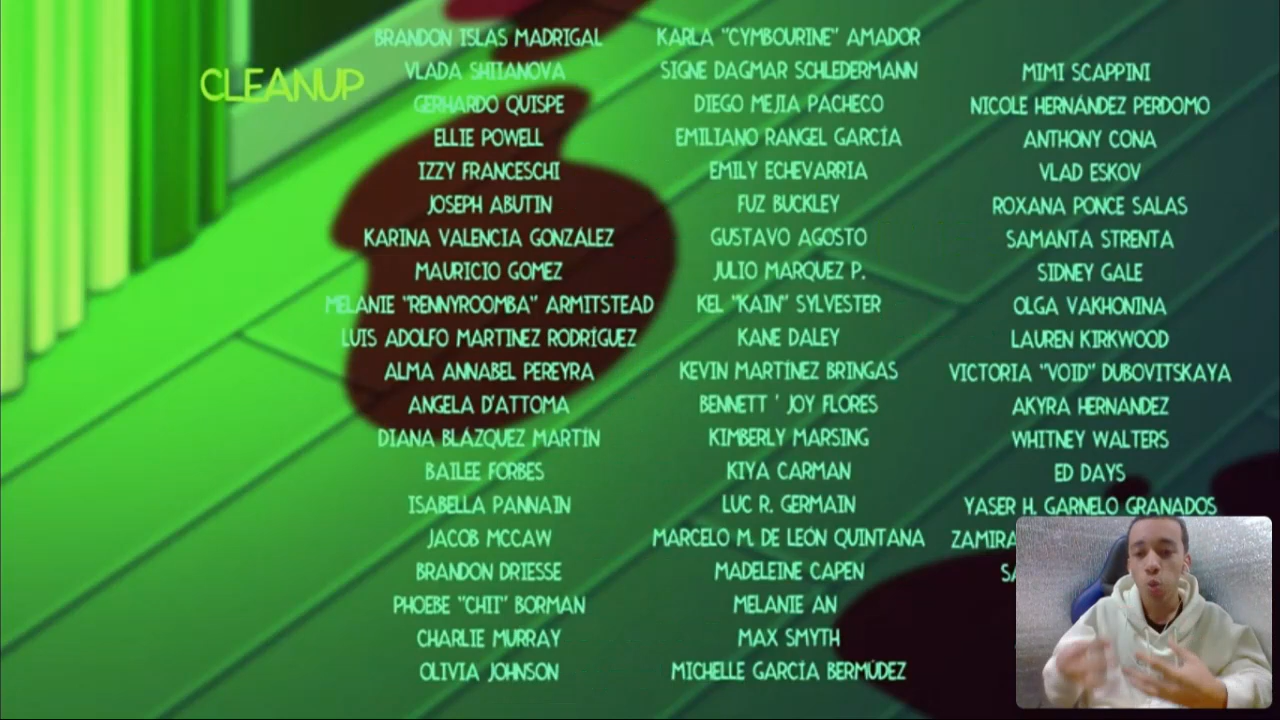 CLEANUP
BRANDON ISLAS MADRIGAL
VLADA SHIIANOVA
GERHARDO QUISPE
ELLIE POWELL
IZZY FRANCESCHI
JOSEPH ABUTIN
KARINA VALENCIA GONZÁLEZ
MAURICIO GOMEZ
MELANIE "RENNYROOMBA" ARMITSTEAD
LUIS ADOLFO MARTINEZ RODRÍGUEZ
ALMA ANNABEL PEREYRA
ANGELA D'ATTOMA
DIANA BLÁZQUEZ MARTÍN
BAILEE FORBES
ISABELLA PANNAIN
JACOB MCCAW
BRANDON DRIESSE
PHOEBE "CHII" BORMAN
CHARLIE MURRAY
OLIVIA JOHNSON
KARLA "CYMBOURINE" AMADOR
SIGNE DAGMAR SCHLEDERMANN
DIEGO MEJIA PACHECO
EMILIANO RANGEL GARCÍA
EMILY ECHEVARRIA
FUZ BUCKLEY
GUSTAVO AGOSTO
JULIO MARQUEZ P.
KEL "KAIN" SYLVESTER
KANE DALEY
KEVIN MARTÍNEZ BRINGAS
BENNETT ' JOY FLORES
KIMBERLY MARSING
KIYA CARMAN
LUC R. GERMAIN
MARCELO M. DE LEÓN QUINTANA
MADELEINE CAPEN
MELANIE AN
MAX SMYTH
MICHELLE GARCÍA BERMÚDEZ
MIMI SCAPPINI
NICOLE HERNÁNDEZ PERDOMO
ANTHONY CONA
VLAD ESKOV
ROXANA PONCE SALAS
SAMANTA STRENTA
SIDNEY GALE
OLGA VAKHONINA
LAUREN KIRKWOOD
VICTORIA "VOID" DUBOVITSKAYA
AKYRA HERNANDEZ
WHITNEY WALTERS
ED DAYS
YASER H. GARNELO GRANADOS
ZAMIRA